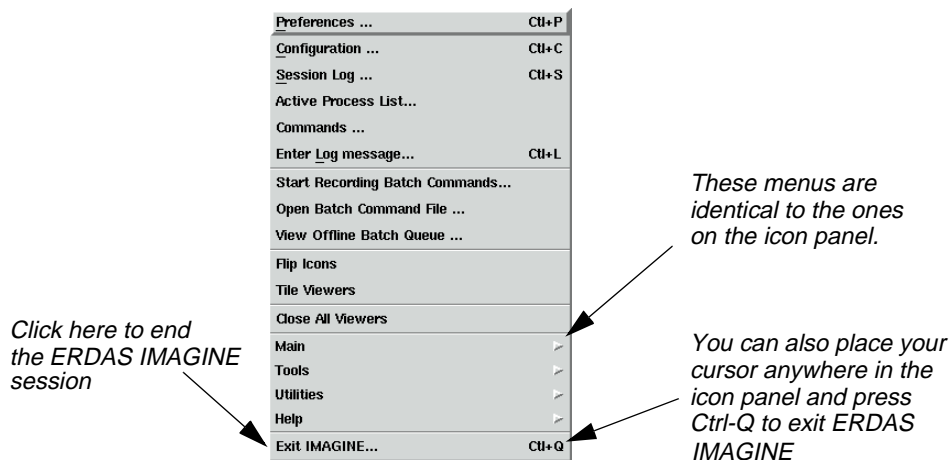 Preferences ... Ctl+P
Configuration ... Ctl+C
Session Log ... Ctl+S
Active Process List...
Commands ...
Enter Log message... Ctl+L
Start Recording Batch Commands...
Open Batch Command File ...
View Offline Batch Queue ...
Flip Icons
Tile Viewers
Close All Viewers
Main
Tools
Utilities
Help
Exit IMAGINE... Ctl+Q
These menus are
identical to the ones
on the icon panel.
Click here to end
the ERDAS IMAGINE
session
You can also place your
cursor anywhere in the
icon panel and press
Ctrl-Q to exit ERDAS
IMAGINE